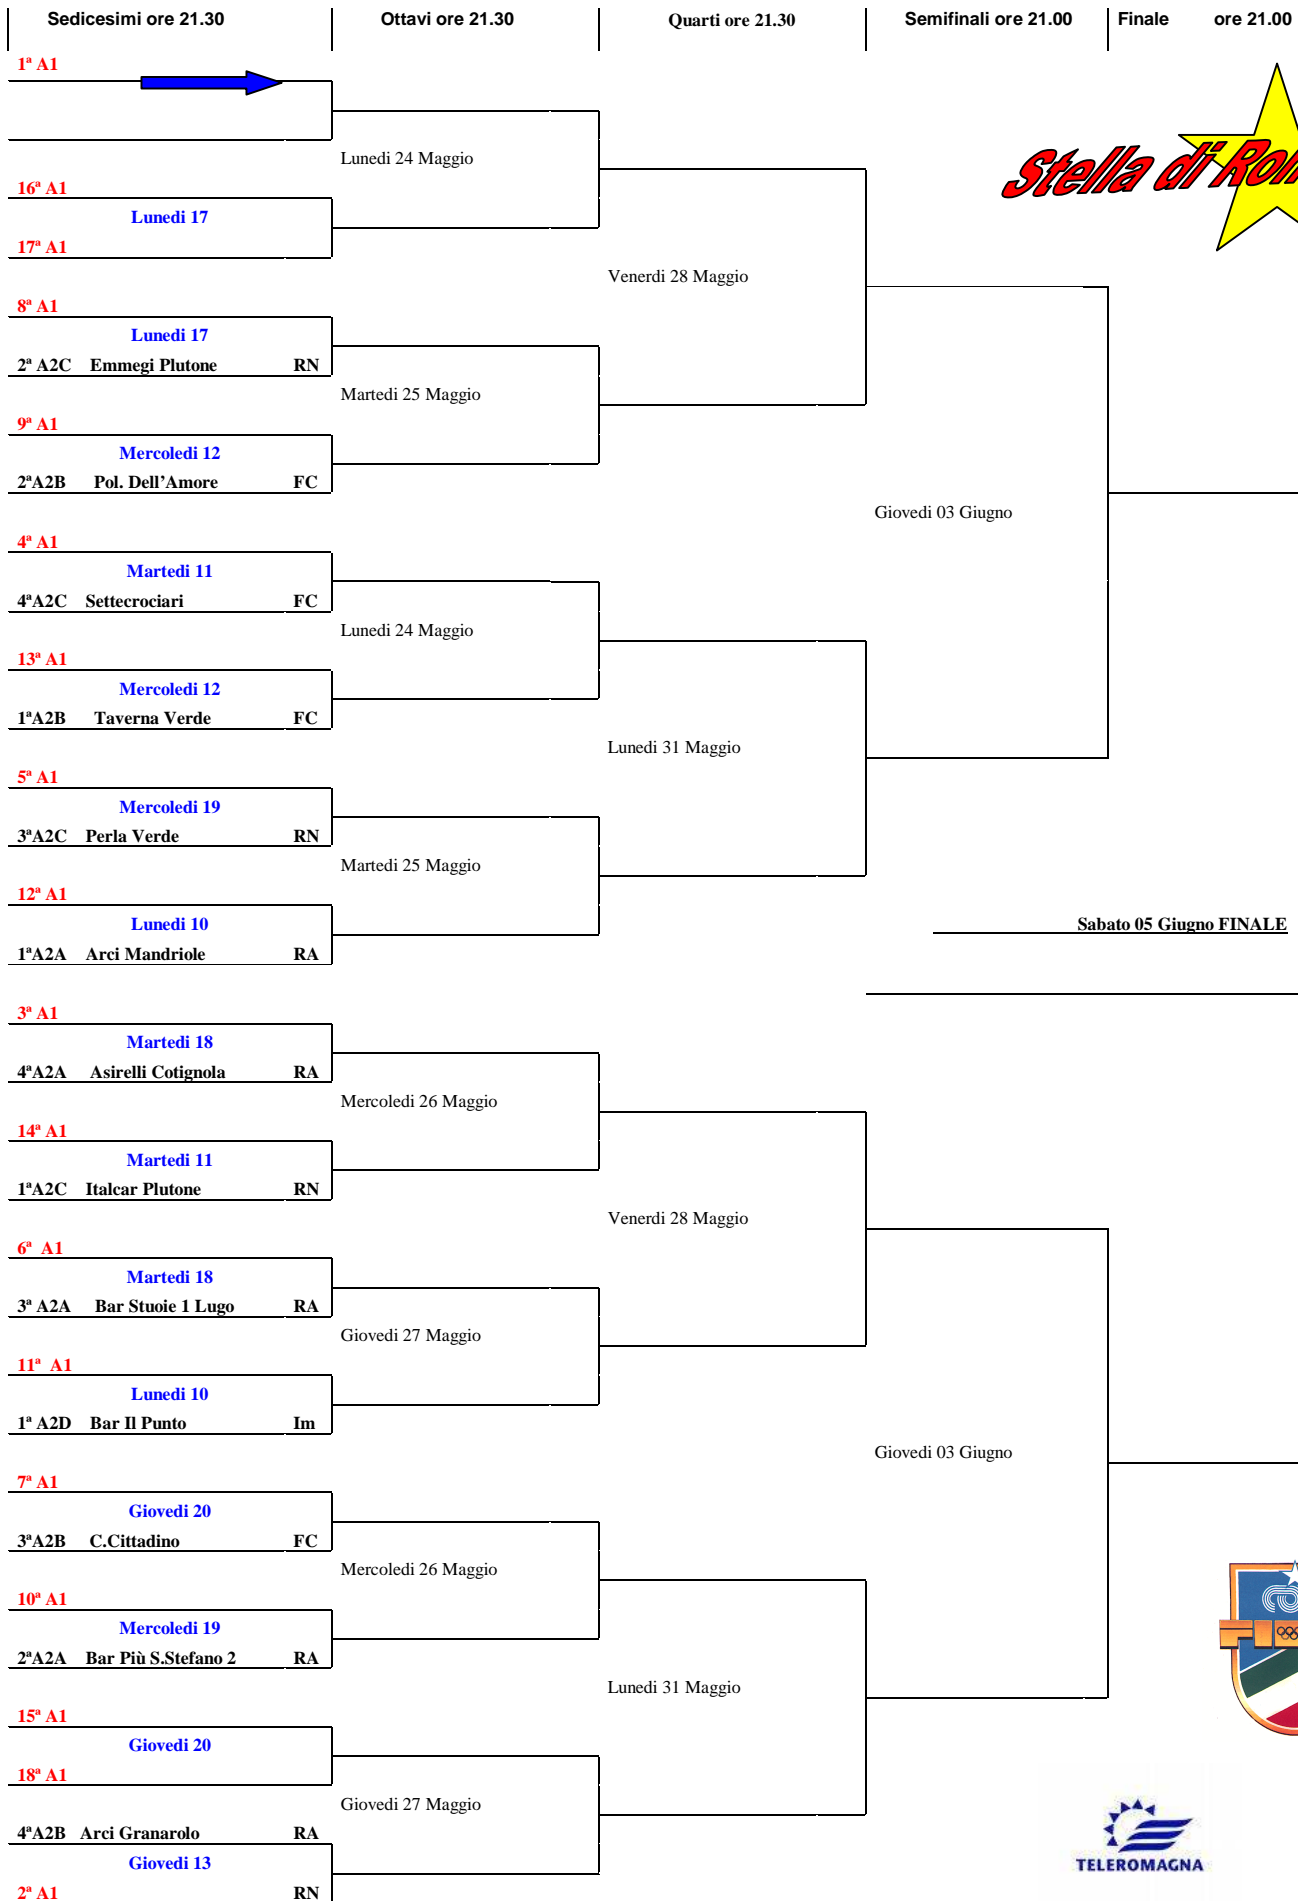 Sedicesimi ore 21.30 Ottavi ore 21.30 Quarti ore 21.30 Semifinali ore 21.00 Finale ore 21.00
1ª A1
Lunedi 24 Maggio
Stella di
16ª A1
Lunedi 17
17ª A1
Venerdi 28 Maggio
8ª A1
Lunedi 17
2ª A2C Emmegi Plutone RN
Martedi 25 Maggio
9ª A1
Mercoledi 12
2ªA2B Pol. Dell’Amore FC
Giovedi 03 Giugno
4ª A1
Martedi 11
4ªA2C Settecrociari FC
Lunedi 24 Maggio
13ª A1
Mercoledi 12
1ªA2B Taverna Verde FC
Lunedi 31 Maggio
5ª A1
Mercoledi 19
3ªA2C Perla Verde RN
Martedi 25 Maggio
12ª A1
Lunedi 10
Sabato 05 Giugno FINALE
1ªA2A Arci Mandriole RA
3ª A1
Martedi 18
4ªA2A Asirelli Cotignola RA
Mercoledi 26 Maggio
14ª A1
Martedi 11
1ªA2C Italcar Plutone RN
Venerdi 28 Maggio
6ª A1
Martedi 18
3ª A2A Bar Stuoie 1 Lugo RA
Giovedi 27 Maggio
11ª A1
Lunedi 10
1ª A2D Bar Il Punto Im
Giovedi 03 Giugno
7ª A1
Giovedi 20
3ªA2B C.Cittadino FC
Mercoledi 26 Maggio
10ª A1
Mercoledi 19
2ªA2A Bar Più S.Stefano 2 RA
Lunedi 31 Maggio
15ª A1
Giovedi 20
18ª A1
Giovedi 27 Maggio
4ªA2B Arci Granarolo RA
Giovedi 13
TELEROMAGNA
2ª A1 RN